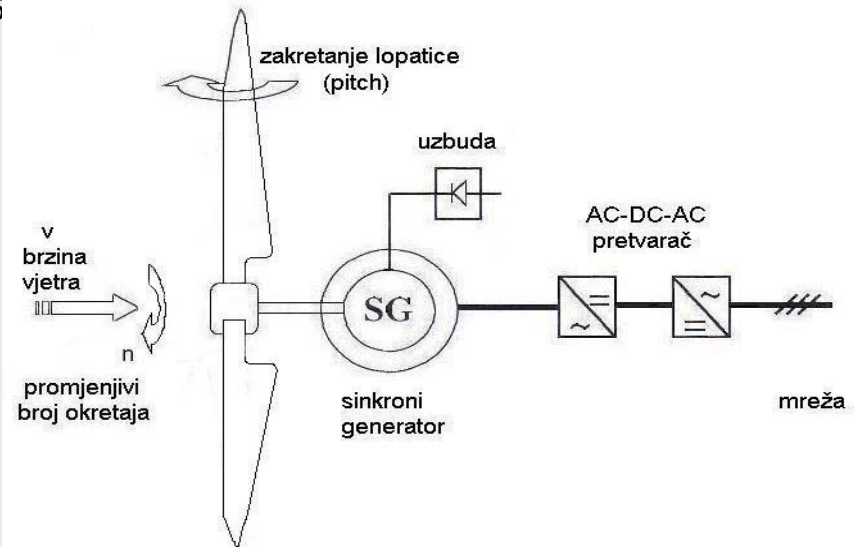 zakretanje lopatice
(pitch)
uzbuda
AC-DC-AC
pretvarač
v
brzina
vjetra
SG
n
promjenjivi
broj okretaja
sinkroni
generator
mreža